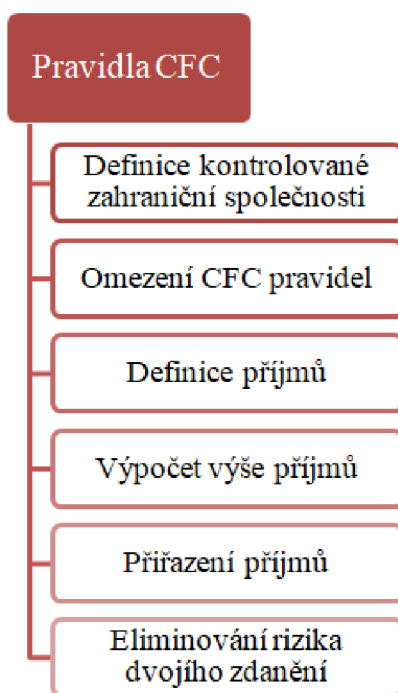 Pravidla CFC
Definice kontrolované
zahraniční společnosti
Omezení CFC pravidel
Definice příjmů
Výpočet výše příjmů
Přiřazení příjmů
Eliminování rizika
dvojího zdanění